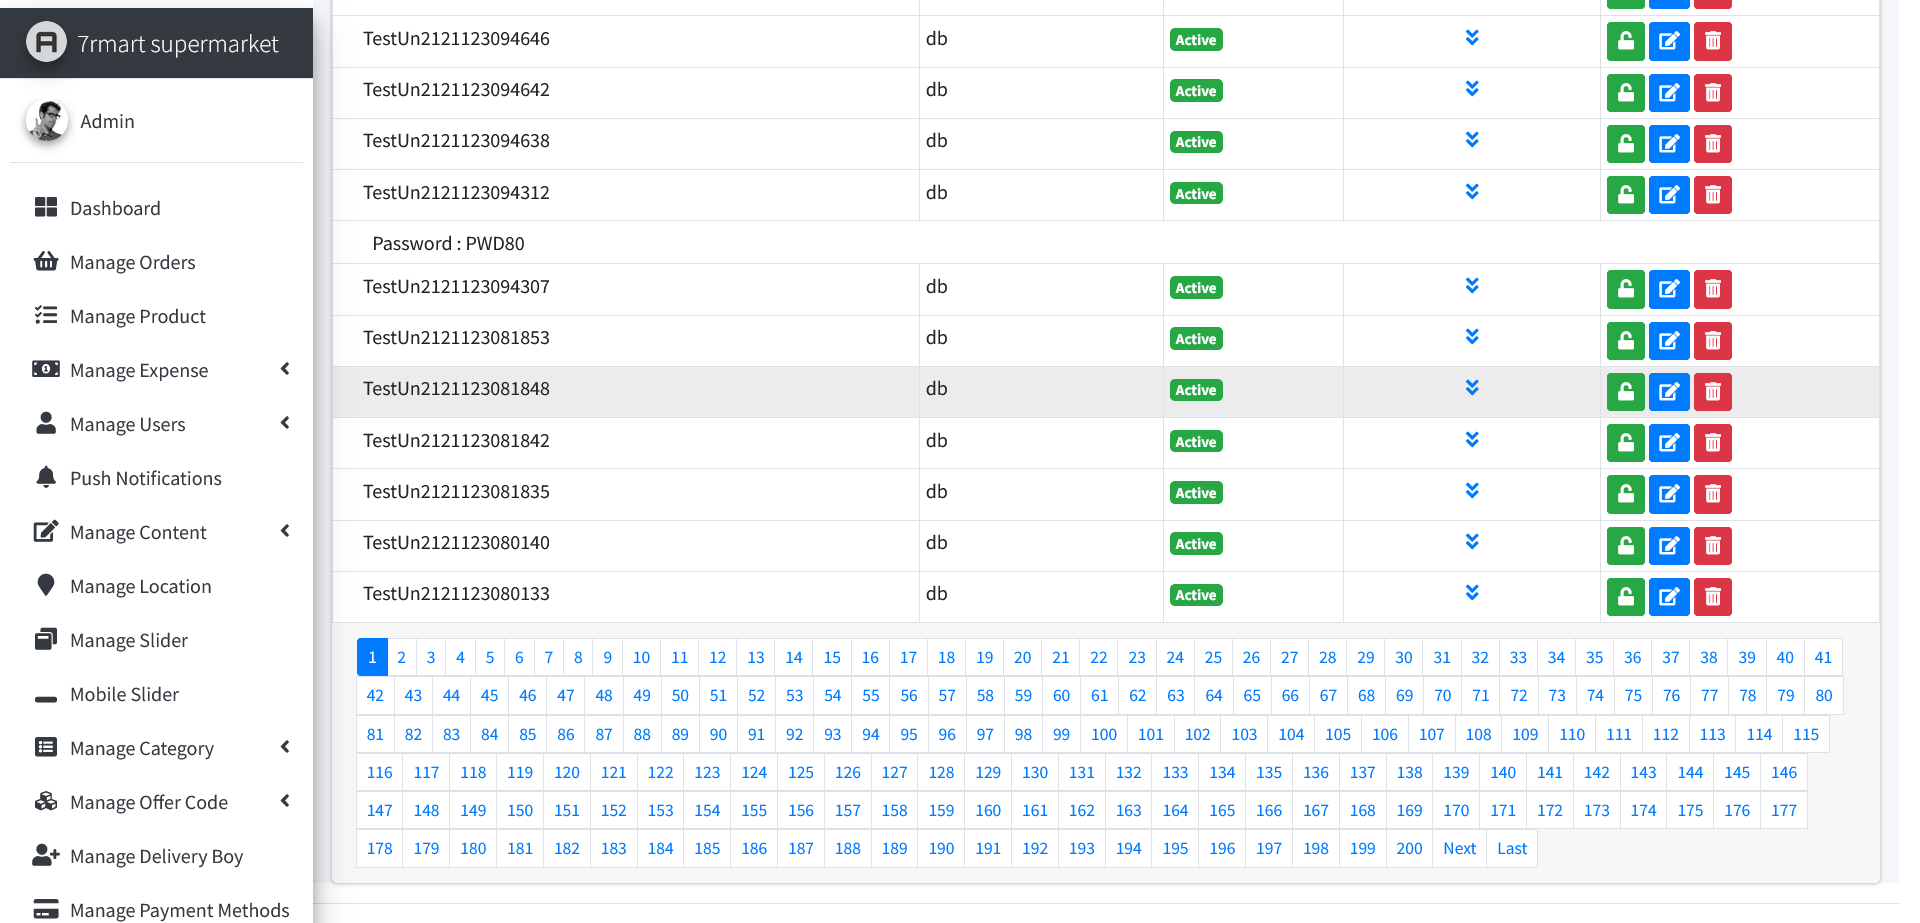 7rmart supermarket
Admin
Dashboard
Manage Orders
Manage Product
Manage Expense
Manage Users
Push Notifications
Manage Content
Manage Location
Manage Slider
Mobile Slider
Manage Category
Manage Offer Code
Manage Delivery Boy
Manage Payment Methods
TestUn2121123094646 db Active
TestUn2121123094642 db Active
TestUn2121123094638 db Active
TestUn2121123094312 db Active
Password : PWD80
TestUn2121123094307 db Active
TestUn2121123081853 db Active
TestUn2121123081848 db Active
TestUn2121123081842 db Active
TestUn2121123081835 db Active
TestUn2121123080140 db Active
TestUn2121123080133 db Active
1 2 3 4 5 6 7 8 9 10 11 12 13 14 15 16 17 18 19 20 21 22 23 24 25 26 27 28 29 30 31 32 33 34 35 36 37 38 39 40 41
42 43 44 45 46 47 48 49 50 51 52 53 54 55 56 57 58 59 60 61 62 63 64 65 66 67 68 69 70 71 72 73 74 75 76 77 78 79 80
81 82 83 84 85 86 87 88 89 90 91 92 93 94 95 96 97 98 99 100 101 102 103 104 105 106 107 108 109 110 111 112 113 114 115
116 117 118 119 120 121 122 123 124 125 126 127 128 129 130 131 132 133 134 135 136 137 138 139 140 141 142 143 144 145 146
147 148 149 150 151 152 153 154 155 156 157 158 159 160 161 162 163 164 165 166 167 168 169 170 171 172 173 174 175 176 177
178 179 180 181 182 183 184 185 186 187 188 189 190 191 192 193 194 195 196 197 198 199 200 Next Last